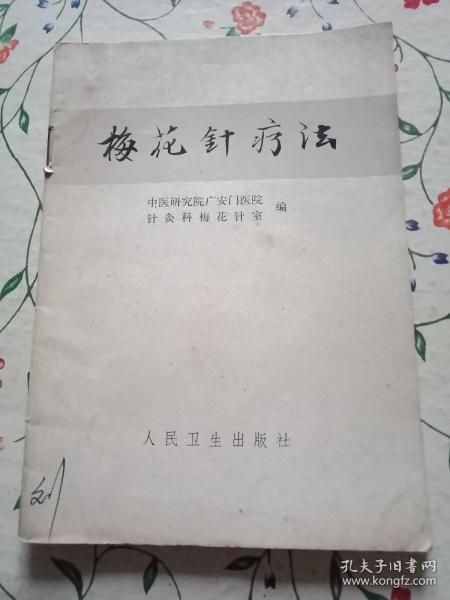 梅花针疗法
中医研究院广安门医院
针灸科梅花针室
编
人民卫生出版社
刘
孔夫子旧书网
www.kongfz.com